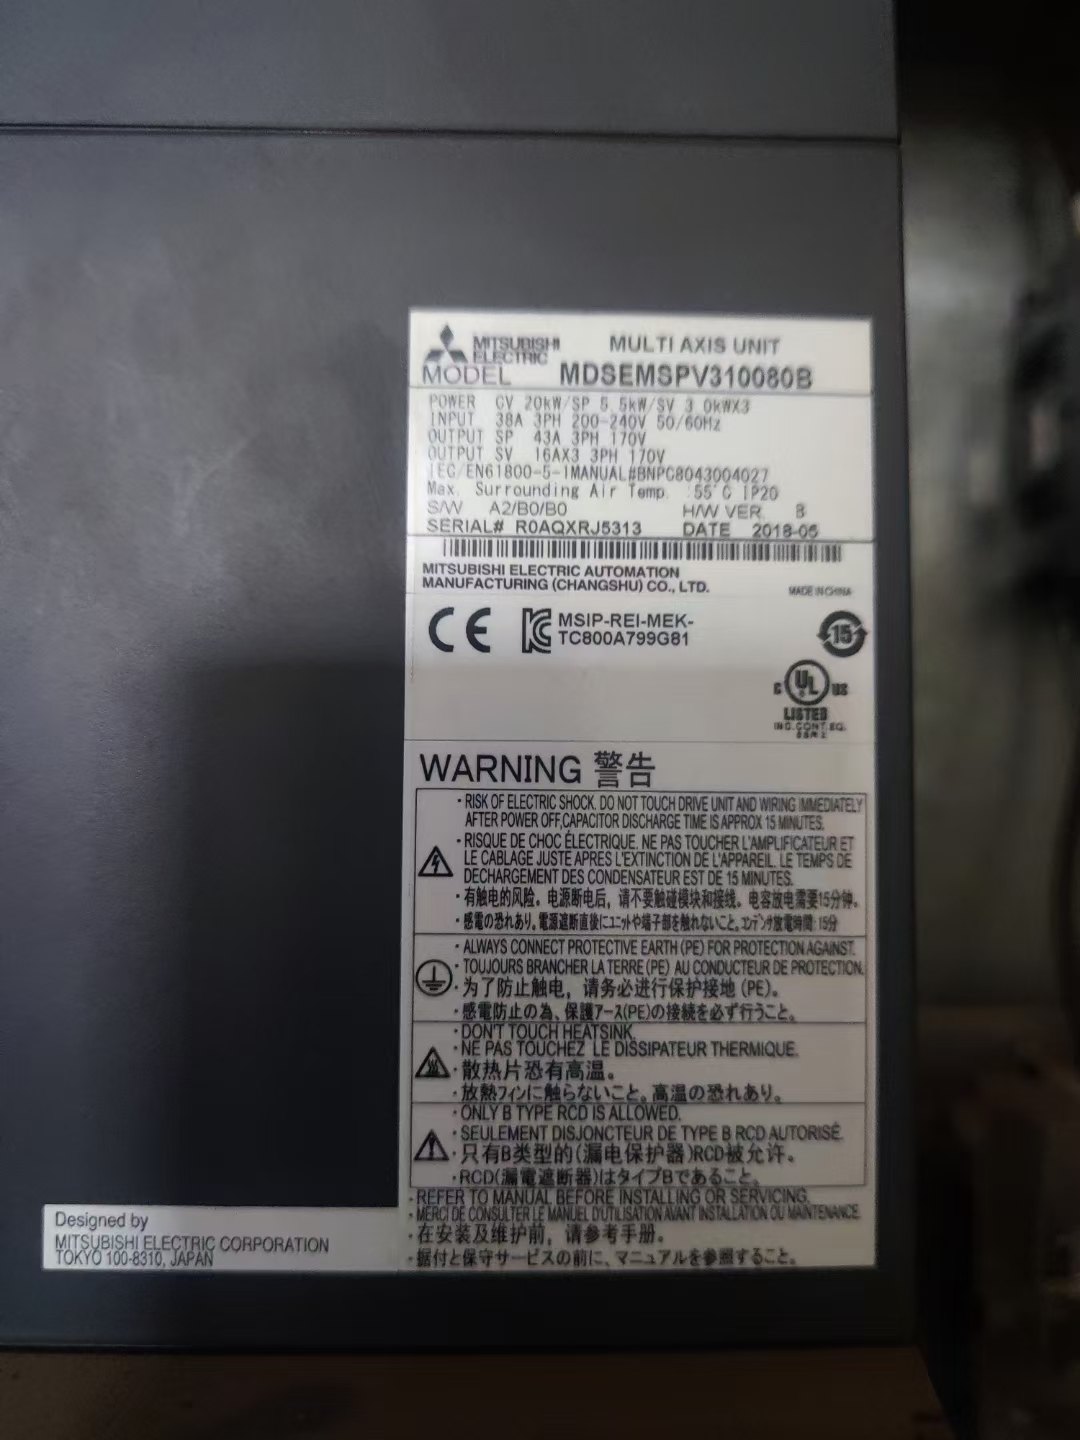 MITSUBISHI
ELECTRIC
MULTI AXIS UNIT
MODEL MDSEMSPV310080B
POWER CV 20kW/SP 5.5kW/SV 3.0kWX3
INPUT 38A 3PH 200-240V 50/60Hz
OUTPUT SP 43A 3PH 170V
OUTPUT SV 16AX3 3PH 170V
IEC/EN61800-5-1MANUAL#BNPC8043004027
Max. Surrounding Air Temp. 55°C IP20
S/W A2/B0/B0 H/W VER. B
SERIAL# R0AQXRJ5313 DATE 2018-05
MITSUBISHI ELECTRIC AUTOMATION
MANUFACTURING (CHANGSHU) CO., LTD.
MADE IN CHINA
CE
MSIP-REI-MEK-
TC800A799G81
15
C UL US
LISTED
IND.CONT.EQ.
WARNING 警告
・RISK OF ELECTRIC SHOCK. DO NOT TOUCH DRIVE UNIT AND WIRING IMMEDIATELY
AFTER POWER OFF,CAPACITOR DISCHARGE TIME IS APPROX 15 MINUTES.
・RISQUE DE CHOC ÉLECTRIQUE. NE PAS TOUCHER L'AMPLIFICATEUR ET
LE CABLAGE JUSTE APRES L'EXTINCTION DE L'APPAREIL. LE TEMPS DE
DECHARGEMENT DES CONDENSATEUR EST DE 15 MINUTES.
・有触电的风险。电源断电后，请不要触碰模块和接线。电容放电需要15分钟。
・感電の恐れあり。電源遮断直後にユニットや端子部を触れないこと。コンデンサ放電時間:15分
・ALWAYS CONNECT PROTECTIVE EARTH (PE) FOR PROTECTION AGAINST.
・TOUJOURS BRANCHER LA TERRE (PE) AU CONDUCTEUR DE PROTECTION.
・为了防止触电，请务必进行保护接地 (PE)。
・感電防止の為、保護アース(PE)の接続を必ず行うこと。
・DON'T TOUCH HEATSINK.
・NE PAS TOUCHEZ LE DISSIPATEUR THERMIQUE.
・散热片恐有高温。
・放熱フィンに触らないこと。高温の恐れあり。
・ONLY B TYPE RCD IS ALLOWED.
・SEULEMENT DISJONCTEUR DE TYPE B RCD AUTORISÉ.
・只有B类型的(漏电保护器)RCD被允许。
・RCD(漏電遮断器)はタイプBであること。
・REFER TO MANUAL BEFORE INSTALLING OR SERVICING.
・MERCI DE CONSULTER LE MANUEL D'UTILISATION AVANT INSTALLATION OU MAINTENANCE.
・在安装及维护前，请参考手册。
・据付と保守サービスの前に、マニュアルを参照すること。
Designed by
MITSUBISHI ELECTRIC CORPORATION
TOKYO 100-8310, JAPAN